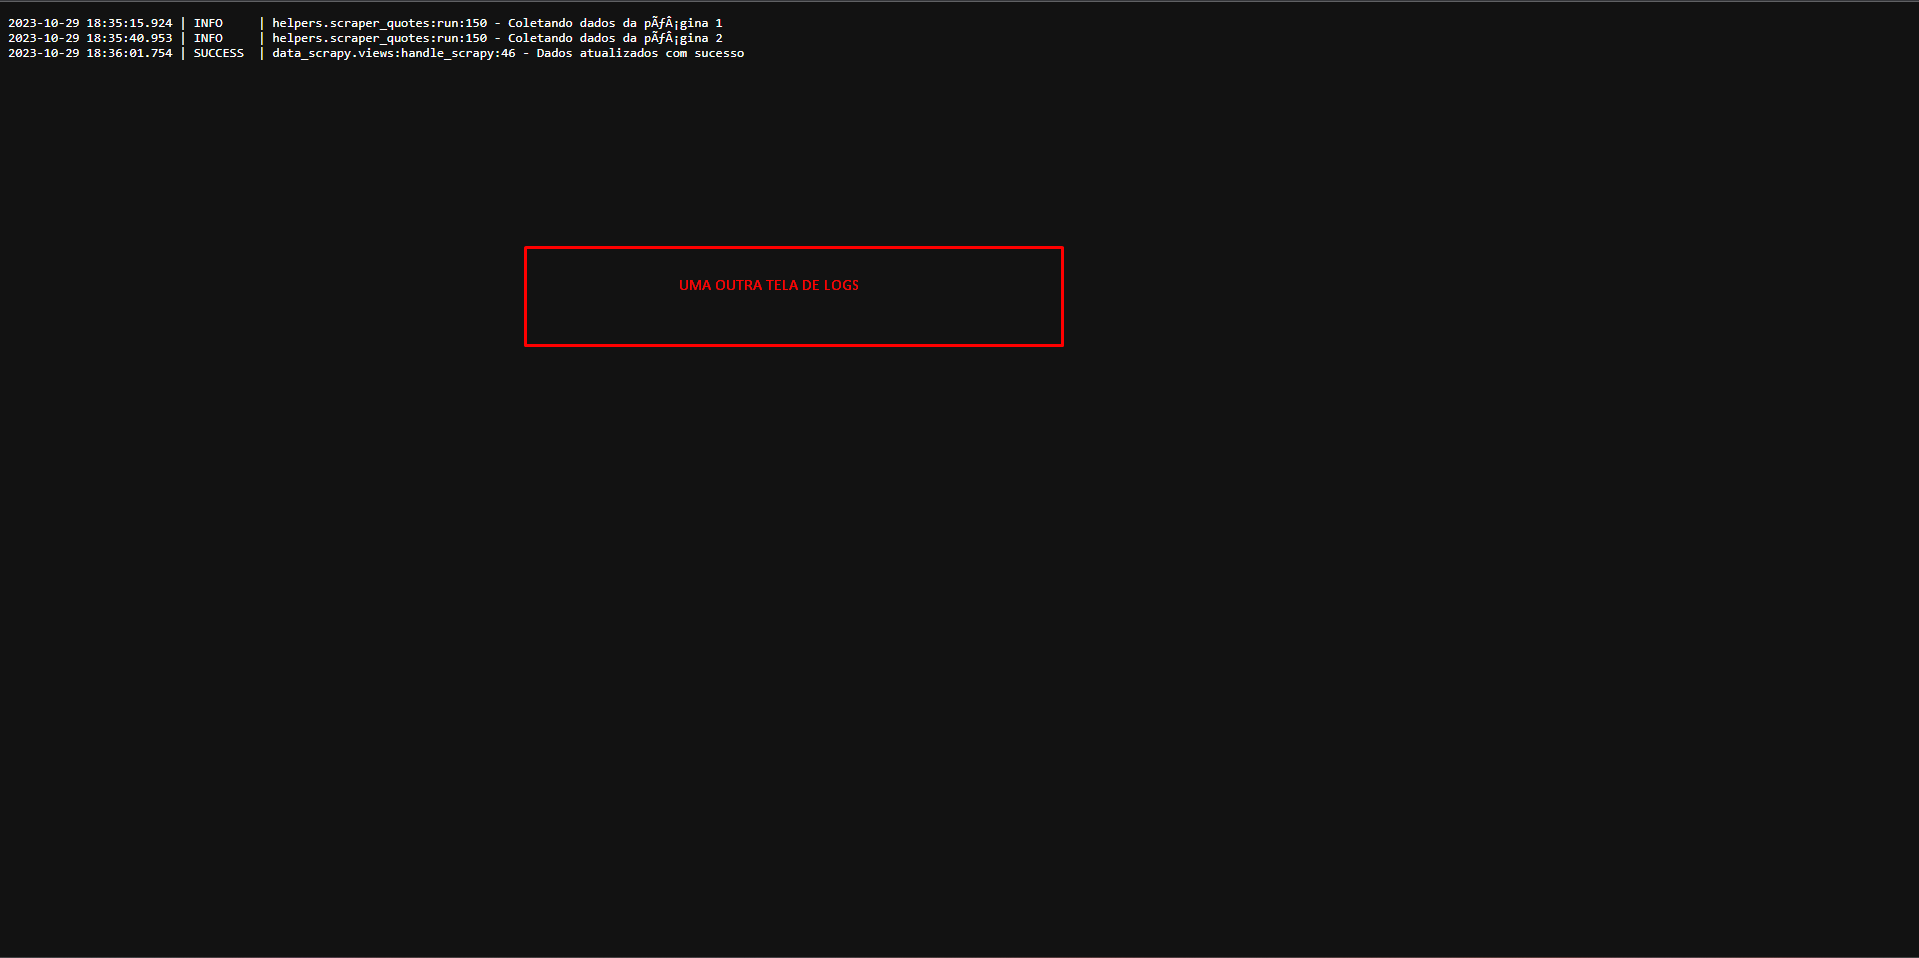 2023-10-29 18:35:15.924 | INFO     | helpers.scraper_quotes:run:150 - Coletando dados da pÃƒÂ¡gina 1
2023-10-29 18:35:40.953 | INFO     | helpers.scraper_quotes:run:150 - Coletando dados da pÃƒÂ¡gina 2
2023-10-29 18:36:01.754 | SUCCESS  | data_scrapy.views:handle_scrapy:46 - Dados atualizados com sucesso
UMA OUTRA TELA DE LOGS